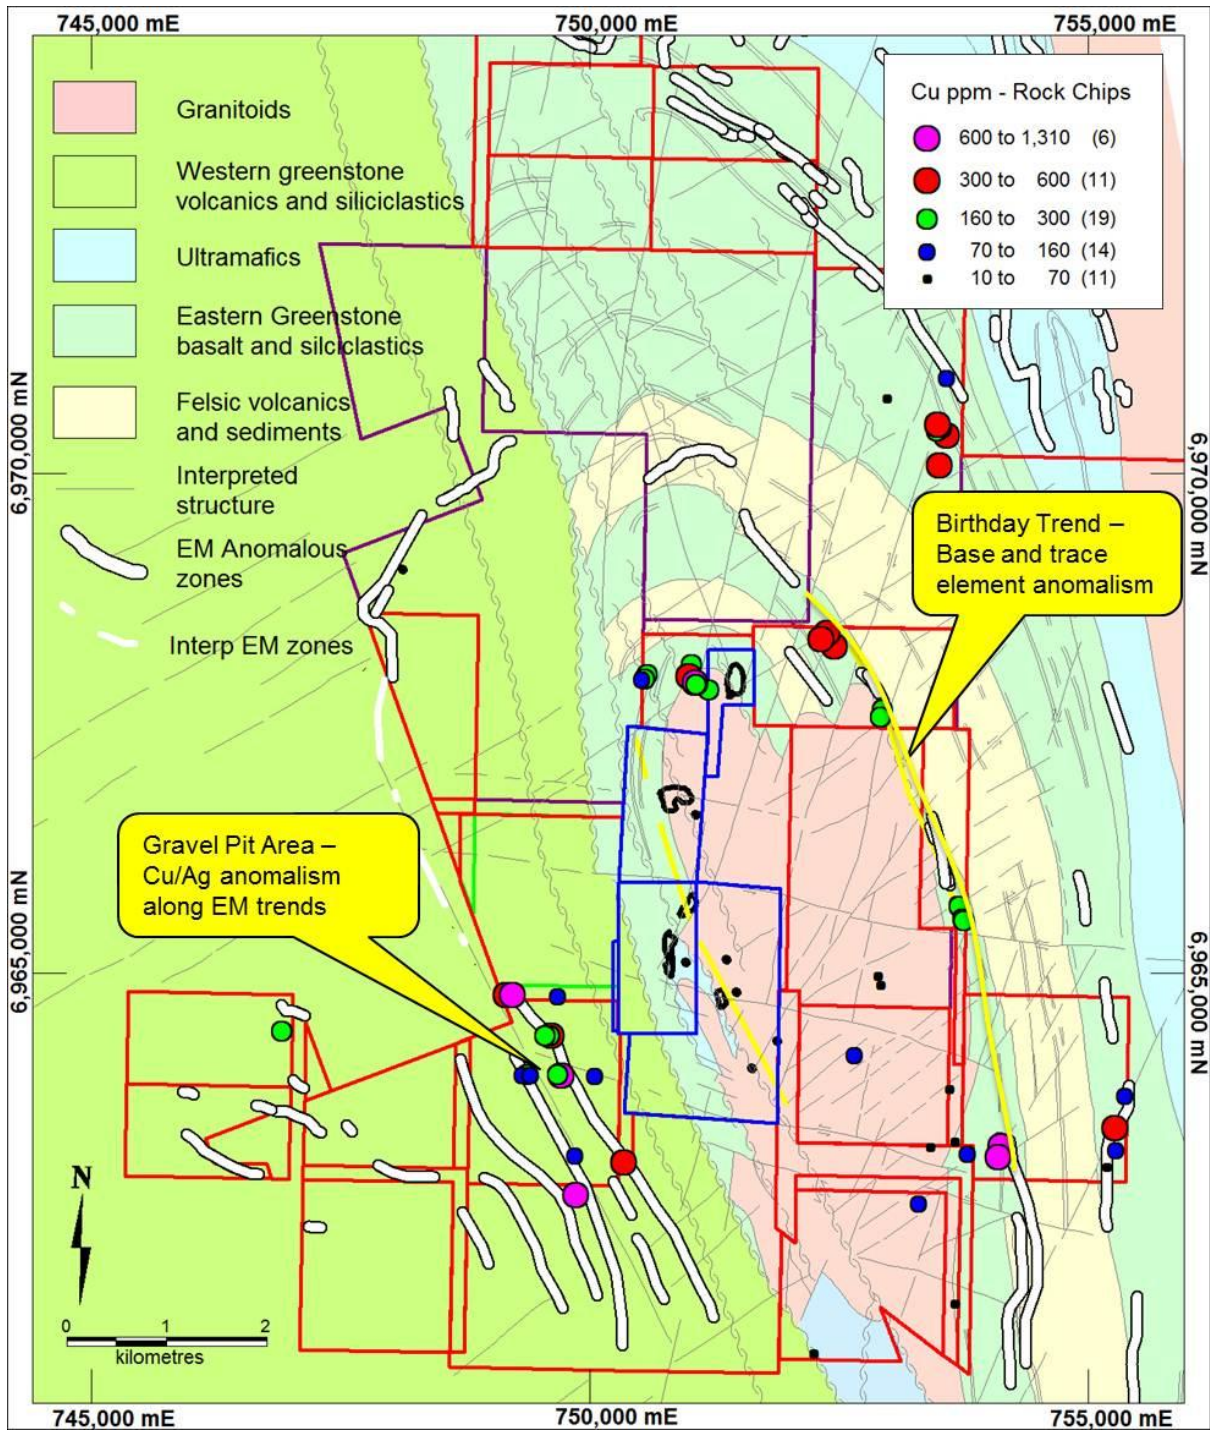 745,000 mE
750,000 mE
755,000 mE
Cu ppm - Rock Chips
600 to 1,310 (6)
300 to 600 (11)
160 to 300 (19)
70 to 160 (14)
10 to 70 (11)
Granitoids
Western greenstone
volcanics and siliciclastics
Ultramafics
Eastern Greenstone
basalt and silciclastics
Felsic volcanics
and sediments
Interpreted
structure
EM Anomalous
zones
Interp EM zones
6,970,000 mN
6,970,000 mN
Birthday Trend –
Base and trace
element anomalism
Gravel Pit Area –
Cu/Ag anomalism
along EM trends
6,965,000 mN
6,965,000 mN
N
0 1 2
kilometres
745,000 mE
750,000 mE
755,000 mE